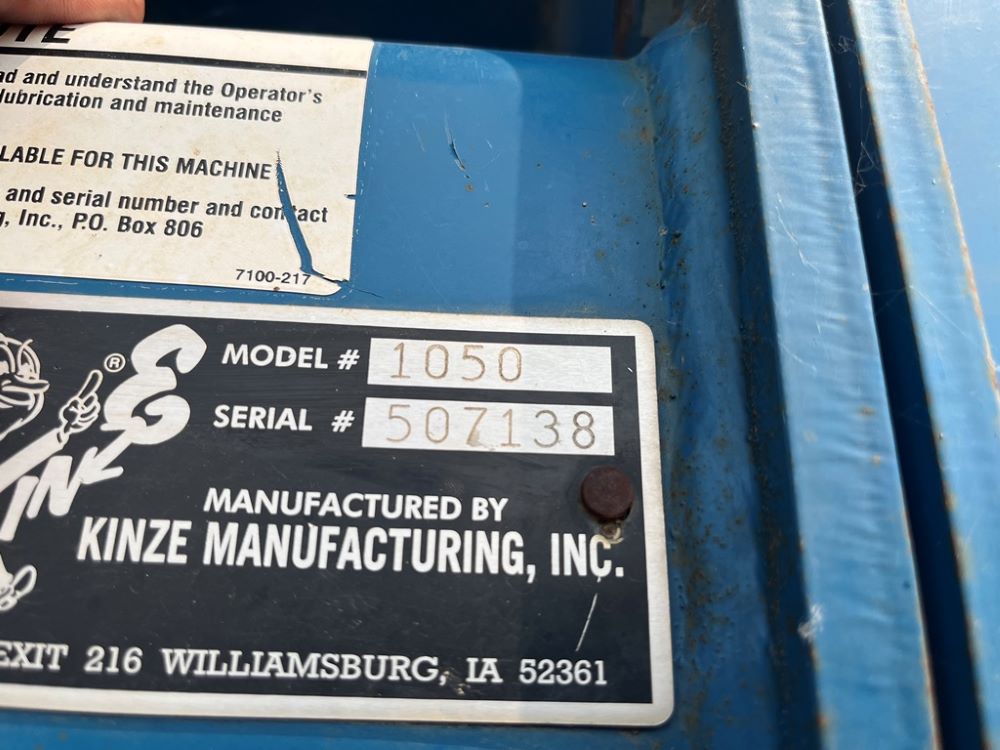 ad and understand the Operator's
lubrication and maintenance
LABLE FOR THIS MACHINE
and serial number and contact
g, Inc., P.O. Box 806
7100-217
KINZE ®
MODEL # 1050
SERIAL # 507138
MANUFACTURED BY
KINZE MANUFACTURING, INC.
EXIT 216 WILLIAMSBURG, IA 52361